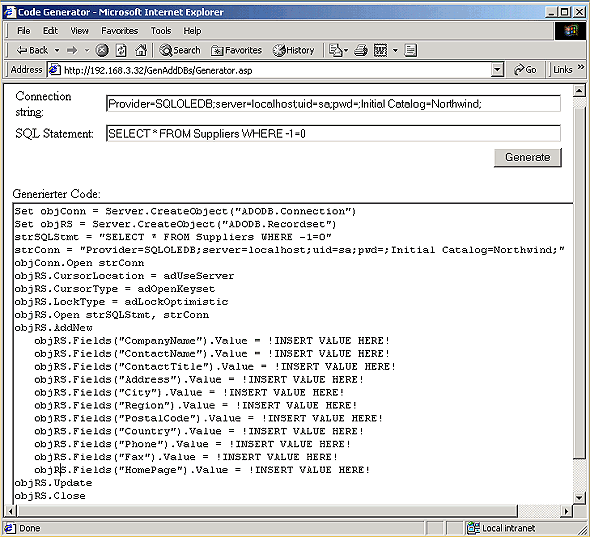 Code Generator - Microsoft Internet Explorer
File Edit View Favorites Tools Help
Back Search Favorites History
Address http://192.168.3.32/GenAddDBs/Generator.asp Go Links »
Connection string: Provider=SQLOLEDB;server=localhostuid=sa;pwd=;Initial Catalog=Northwind;
SQL Statement: SELECT * FROM Suppliers WHERE -1=0
Generate
Generierter Code:
Set objConn = Server.CreateObject("ADODB.Connection")
Set objRS = Server.CreateObject("ADODB.Recordset")
strSQLStmt = "SELECT * FROM Suppliers WHERE -1=0"
strConn = "Provider=SQLOLEDB;server=localhost;uid=sa;pwd=;Initial Catalog=Northwind;"
objConn.Open strConn
objRS.CursorLocation = adUseServer
objRS.CursorType = adOpenKeyset
objRS.LockType = adLockOptimistic
objRS.Open strSQLStmt, strConn
objRS.AddNew
objRS.Fields("CompanyName").Value = !INSERT VALUE HERE!
objRS.Fields("ContactName").Value = !INSERT VALUE HERE!
objRS.Fields("ContactTitle").Value = !INSERT VALUE HERE!
objRS.Fields("Address").Value = !INSERT VALUE HERE!
objRS.Fields("City").Value = !INSERT VALUE HERE!
objRS.Fields("Region").Value = !INSERT VALUE HERE!
objRS.Fields("PostalCode").Value = !INSERT VALUE HERE!
objRS.Fields("Country").Value = !INSERT VALUE HERE!
objRS.Fields("Phone").Value = !INSERT VALUE HERE!
objRS.Fields("Fax").Value = !INSERT VALUE HERE!
objRS.Fields("HomePage").Value = !INSERT VALUE HERE!
objRS.Update
objRS.Close
Done Local intranet